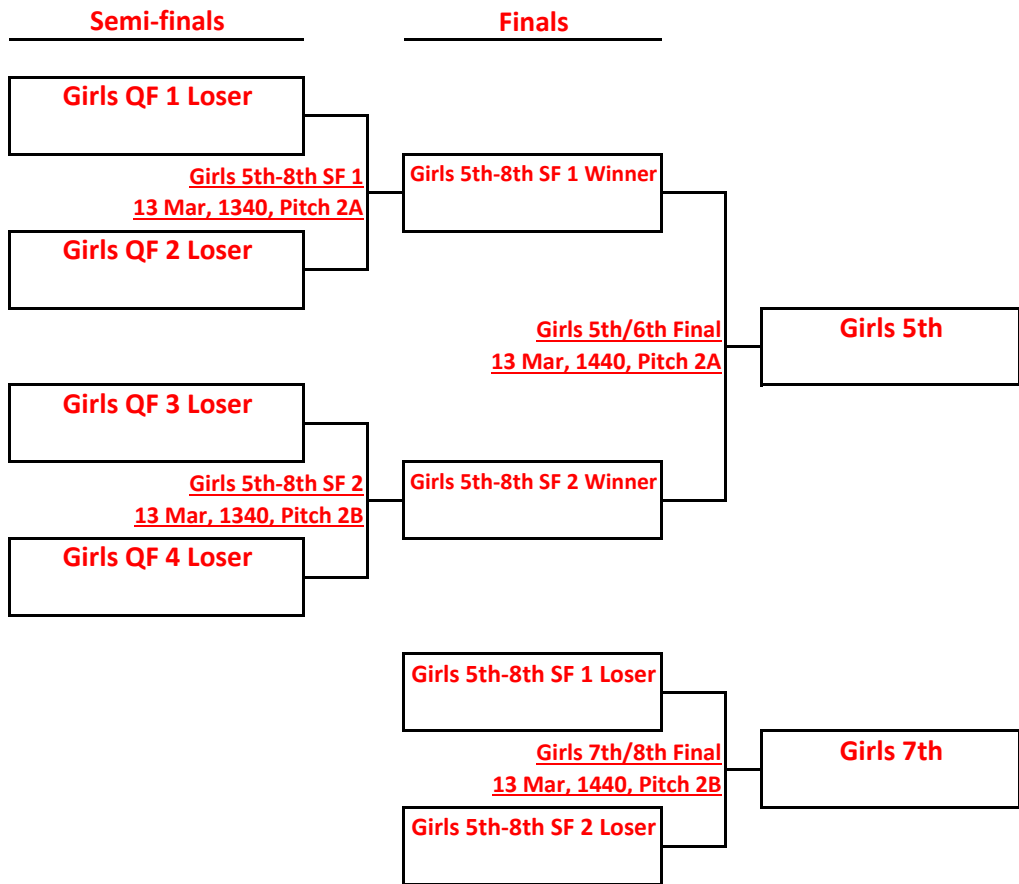 Semi-finals
Finals
Girls QF 1 Loser
Girls 5th-8th SF 1
13 Mar, 1340, Pitch 2A
Girls 5th-8th SF 1 Winner
Girls QF 2 Loser
Girls 5th/6th Final
13 Mar, 1440, Pitch 2A
Girls 5th
Girls QF 3 Loser
Girls 5th-8th SF 2
13 Mar, 1340, Pitch 2B
Girls 5th-8th SF 2 Winner
Girls QF 4 Loser
Girls 5th-8th SF 1 Loser
Girls 7th/8th Final
13 Mar, 1440, Pitch 2B
Girls 7th
Girls 5th-8th SF 2 Loser